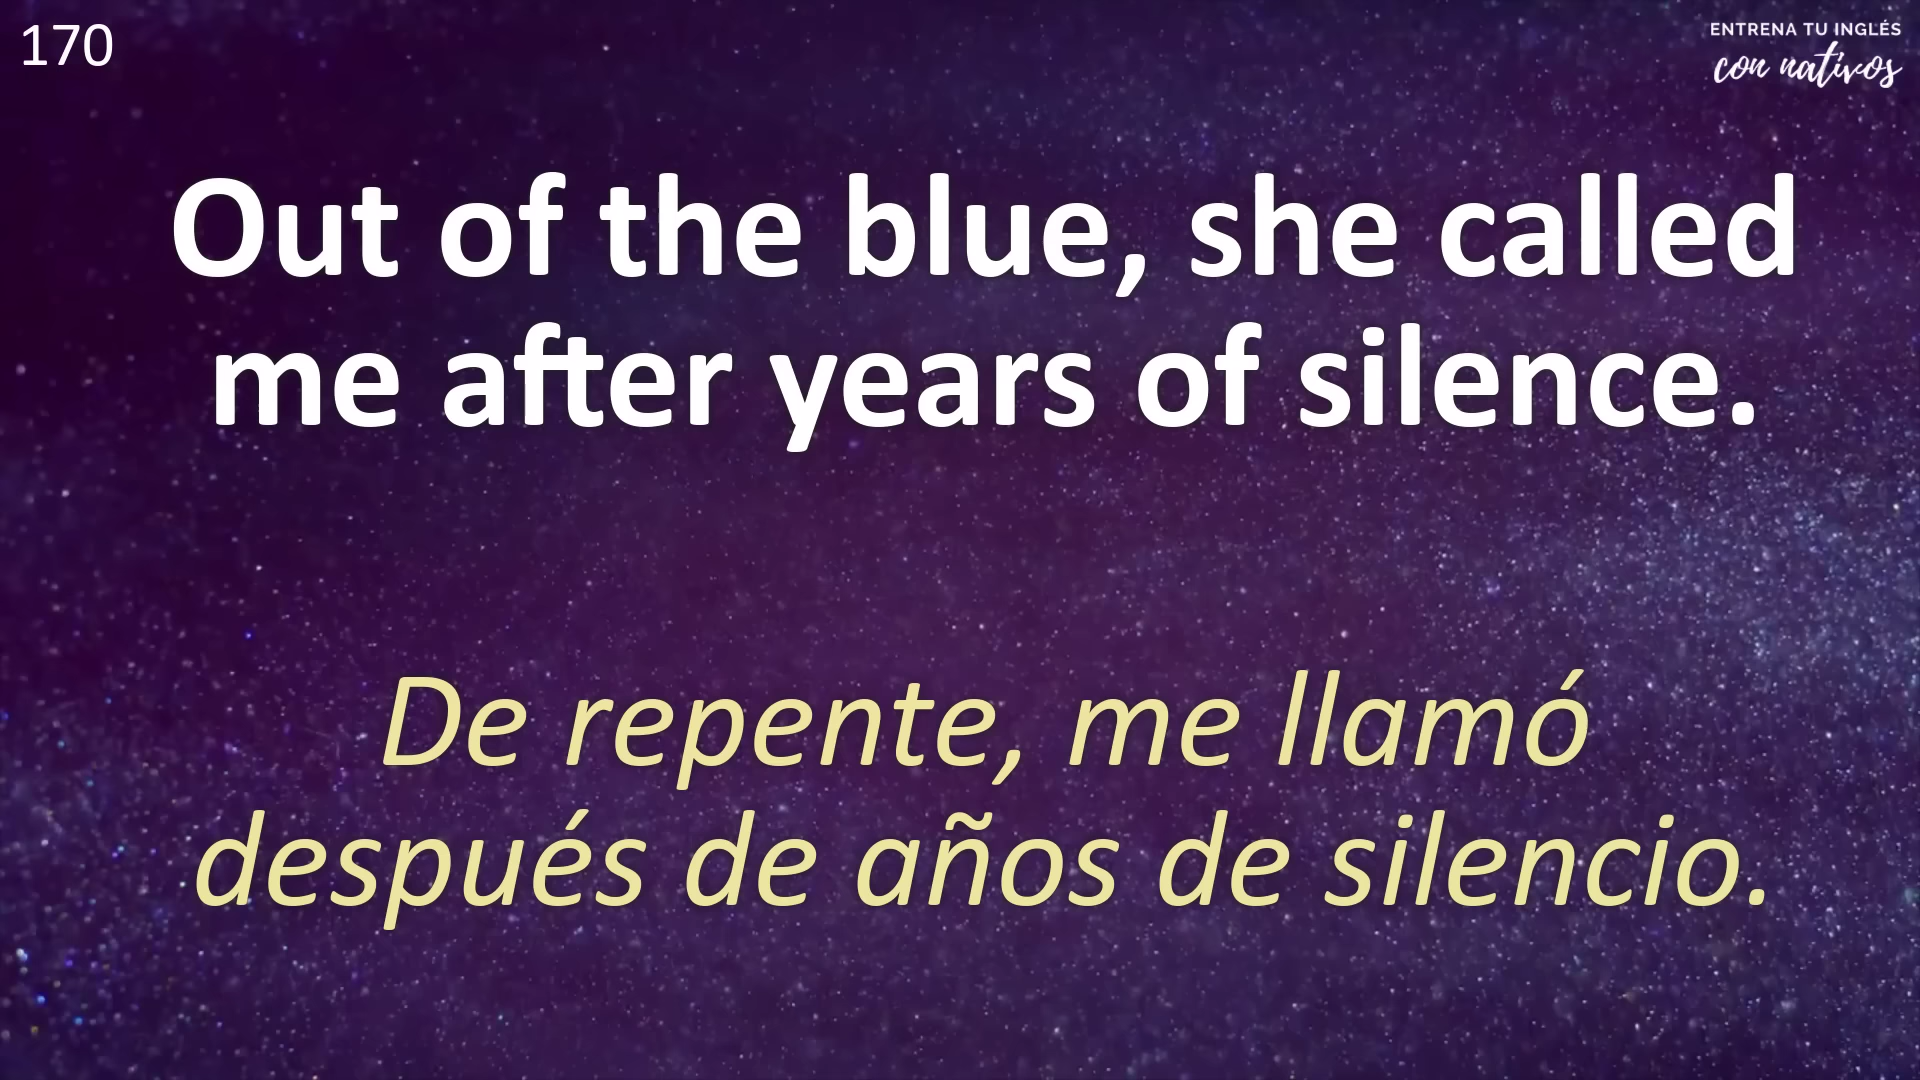 170
ENTRENA TU INGLÉS
con nativos
Out of the blue, she called
me after years of silence.
De repente, me llamó
después de años de silencio.